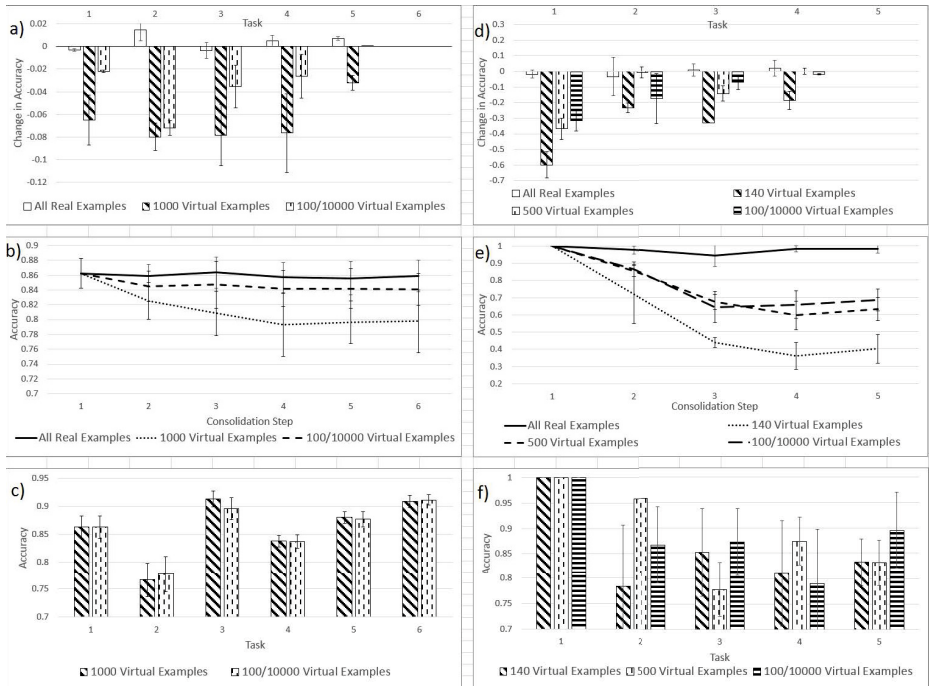 a)
0.02
0
-0.02
-0.04
-0.06
-0.08
-0.1
-0.12
Change in Accuracy
1 2 3 4 5 6
Task
All Real Examples 1000 Virtual Examples 100/10000 Virtual Examples
b)
0.9
0.88
0.86
0.84
0.82
0.8
0.78
0.76
0.74
0.72
0.7
Accuracy
1 2 3 4 5 6
Consolidation Step
All Real Examples 1000 Virtual Examples 100/10000 Virtual Examples
c)
0.95
0.9
0.85
0.8
0.75
0.7
Accuracy
1 2 3 4 5 6
Task
1000 Virtual Examples 100/10000 Virtual Examples
d)
0.3
0.2
0.1
0
-0.1
-0.2
-0.3
-0.4
-0.5
-0.6
-0.7
Change in Accuracy
1 2 3 4 5
Task
All Real Examples 140 Virtual Examples
500 Virtual Examples 100/10000 Virtual Examples
e)
1
0.9
0.8
0.7
0.6
0.5
0.4
0.3
0.2
Accuracy
1 2 3 4 5
Consolidation Step
All Real Examples 140 Virtual Examples
500 Virtual Examples 100/10000 Virtual Examples
f)
1
0.95
0.9
0.85
0.8
0.75
0.7
Accuracy
1 2 3 4 5
Task
140 Virtual Examples 500 Virtual Examples 100/10000 Virtual Examples